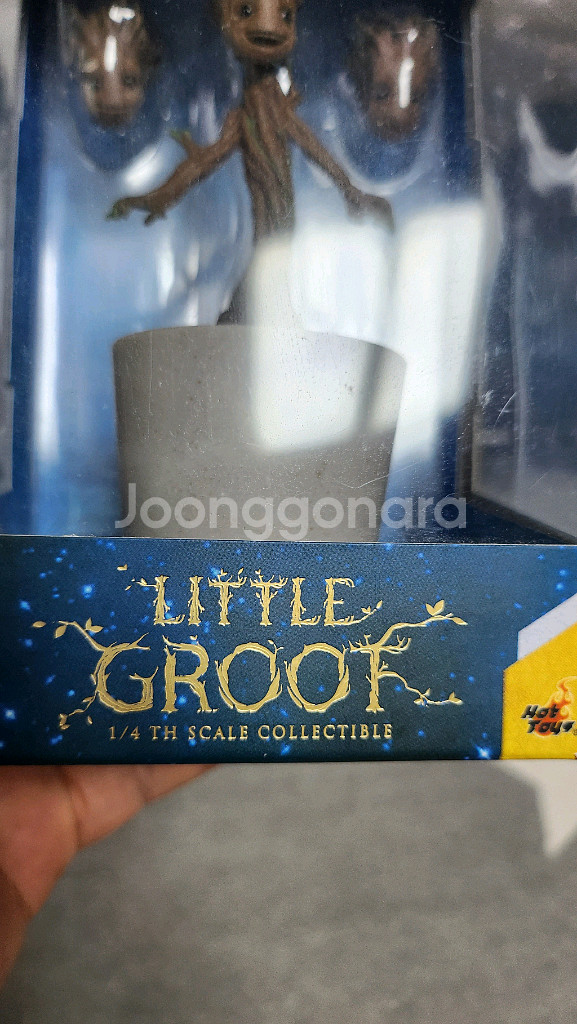 Joonggonara
LITTLE
GROOT
1/4 TH SCALE COLLECTIBLE
Hot
Toys